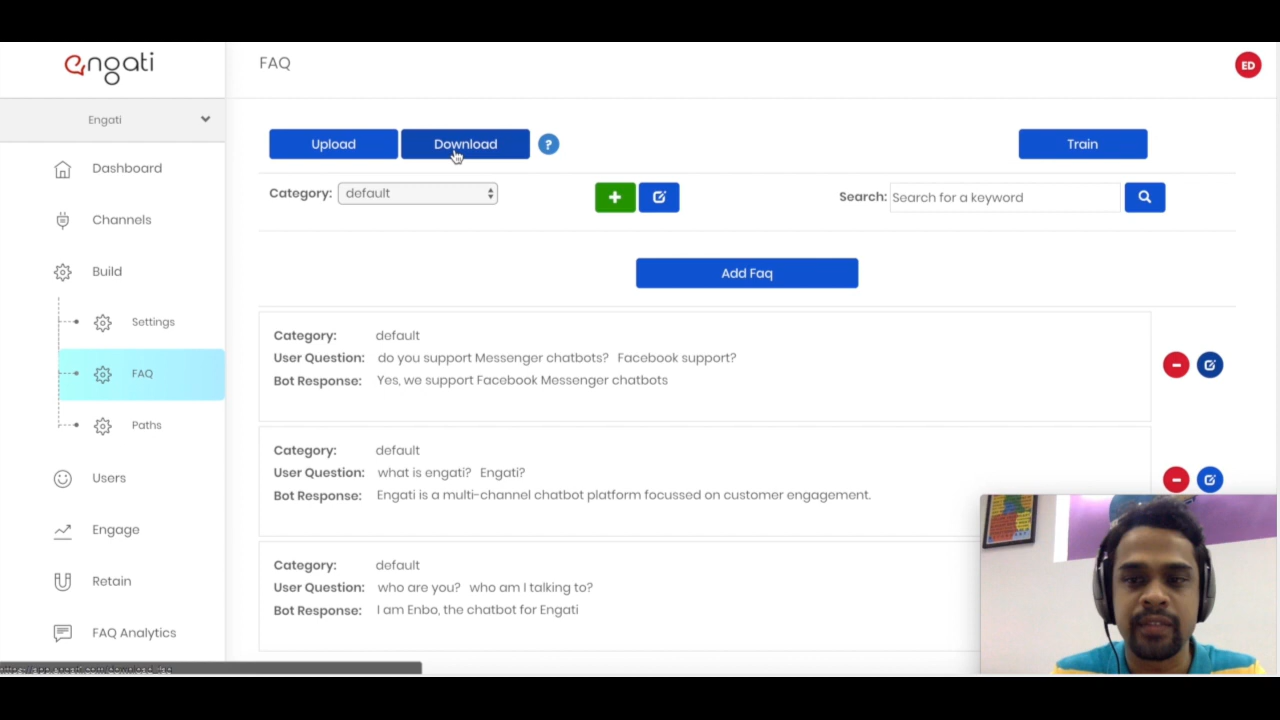 engati
FAQ
ED
Engati
Upload
Download
?
Train
Category:
default
Search:
Search for a keyword
Add Faq
Dashboard
Channels
Build
Settings
FAQ
Paths
Users
Engage
Retain
FAQ Analytics
Category: default
User Question: do you support Messenger chatbots? Facebook support?
Bot Response: Yes, we support Facebook Messenger chatbots
Category: default
User Question: what is engati? Engati?
Bot Response: Engati is a multi-channel chatbot platform focussed on customer engagement.
Category: default
User Question: who are you? who am I talking to?
Bot Response: I am Enbo, the chatbot for Engati